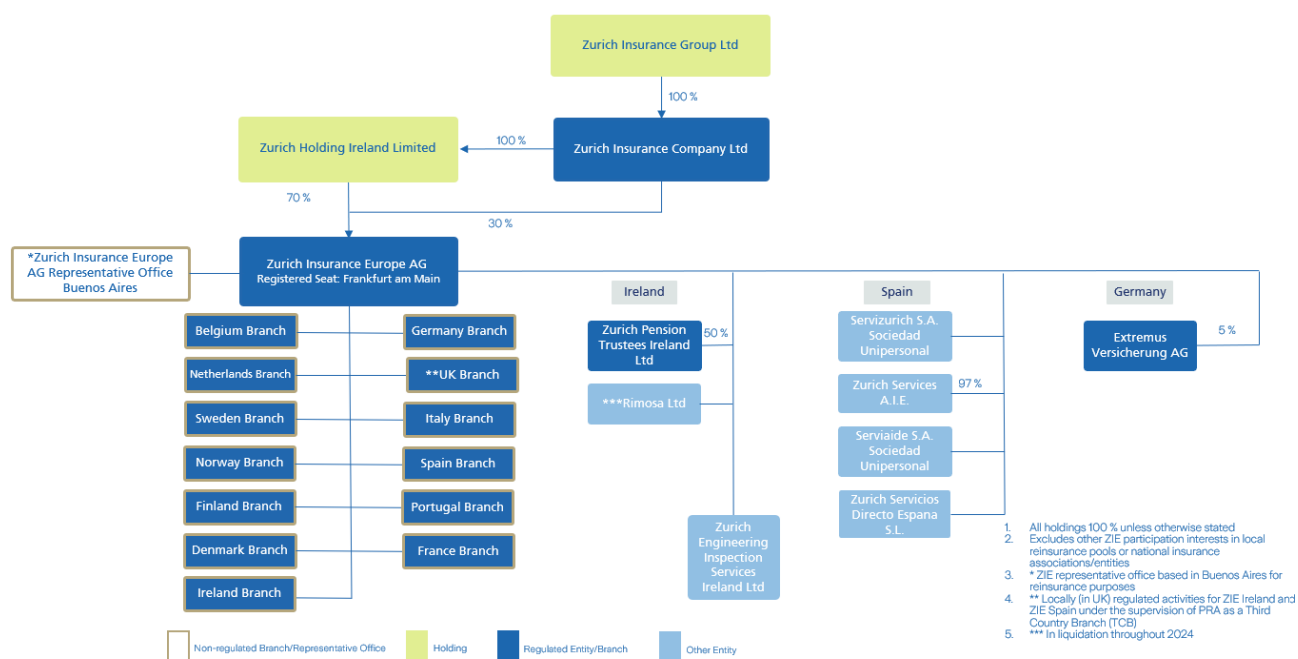 Zurich Insurance Group Ltd
100 %
Zurich Holding Ireland Limited
100 %
Zurich Insurance Company Ltd
70 %
30 %
*Zurich Insurance Europe
AG Representative Office
Buenos Aires
Zurich Insurance Europe AG
Registered Seat: Frankfurt am Main
Belgium Branch
Germany Branch
Netherlands Branch
**UK Branch
Sweden Branch
Italy Branch
Norway Branch
Spain Branch
Finland Branch
Portugal Branch
Denmark Branch
France Branch
Ireland Branch
Ireland
Zurich Pension
Trustees Ireland
Ltd
50 %
***Rimosa Ltd
Zurich
Engineering
Inspection
Services
Ireland Ltd
Spain
Servizurich S.A.
Sociedad
Unipersonal
Zurich Services
A.I.E.
97 %
Serviaide S.A.
Sociedad
Unipersonal
Zurich Servicios
Directo Espana
S.L.
Germany
Extremus
Versicherung AG
5 %
1. All holdings 100 % unless otherwise stated
2. Excludes other ZIE participation interests in local
reinsurance pools or national insurance
associations/entities
3. * ZIE representative office based in Buenos Aires for
reinsurance purposes
4. ** Locally (in UK) regulated activities for ZIE Ireland and
ZIE Spain under the supervision of PRA as a Third
Country Branch (TCB)
5. *** In liquidation throughout 2024
Non-regulated Branch/Representative Office
Holding
Regulated Entity/Branch
Other Entity